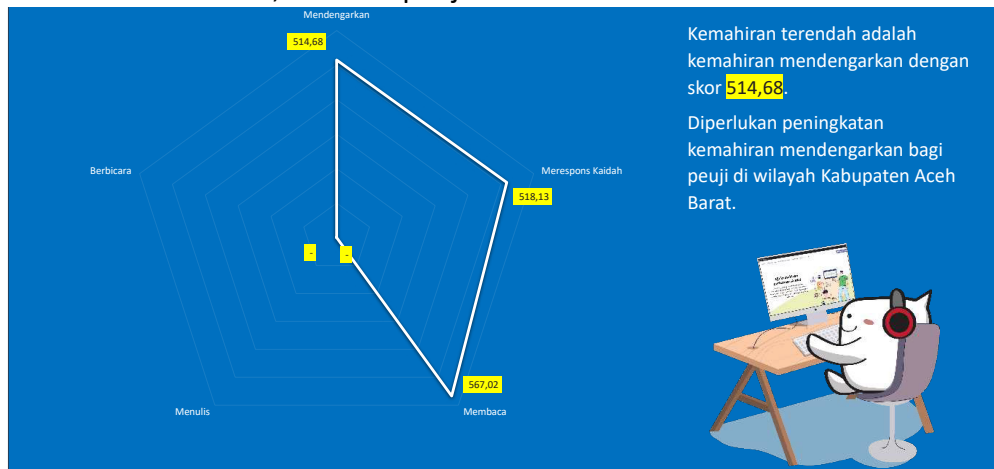 Mendengarkan
514,68
Berbicara
Merespons Kaidah
518,13
-
-
567,02
Menulis
Membaca
Kemahiran terendah adalah
kemahiran mendengarkan dengan
skor 514,68.
Diperlukan peningkatan
kemahiran mendengarkan bagi
peuji di wilayah Kabupaten Aceh
Barat.